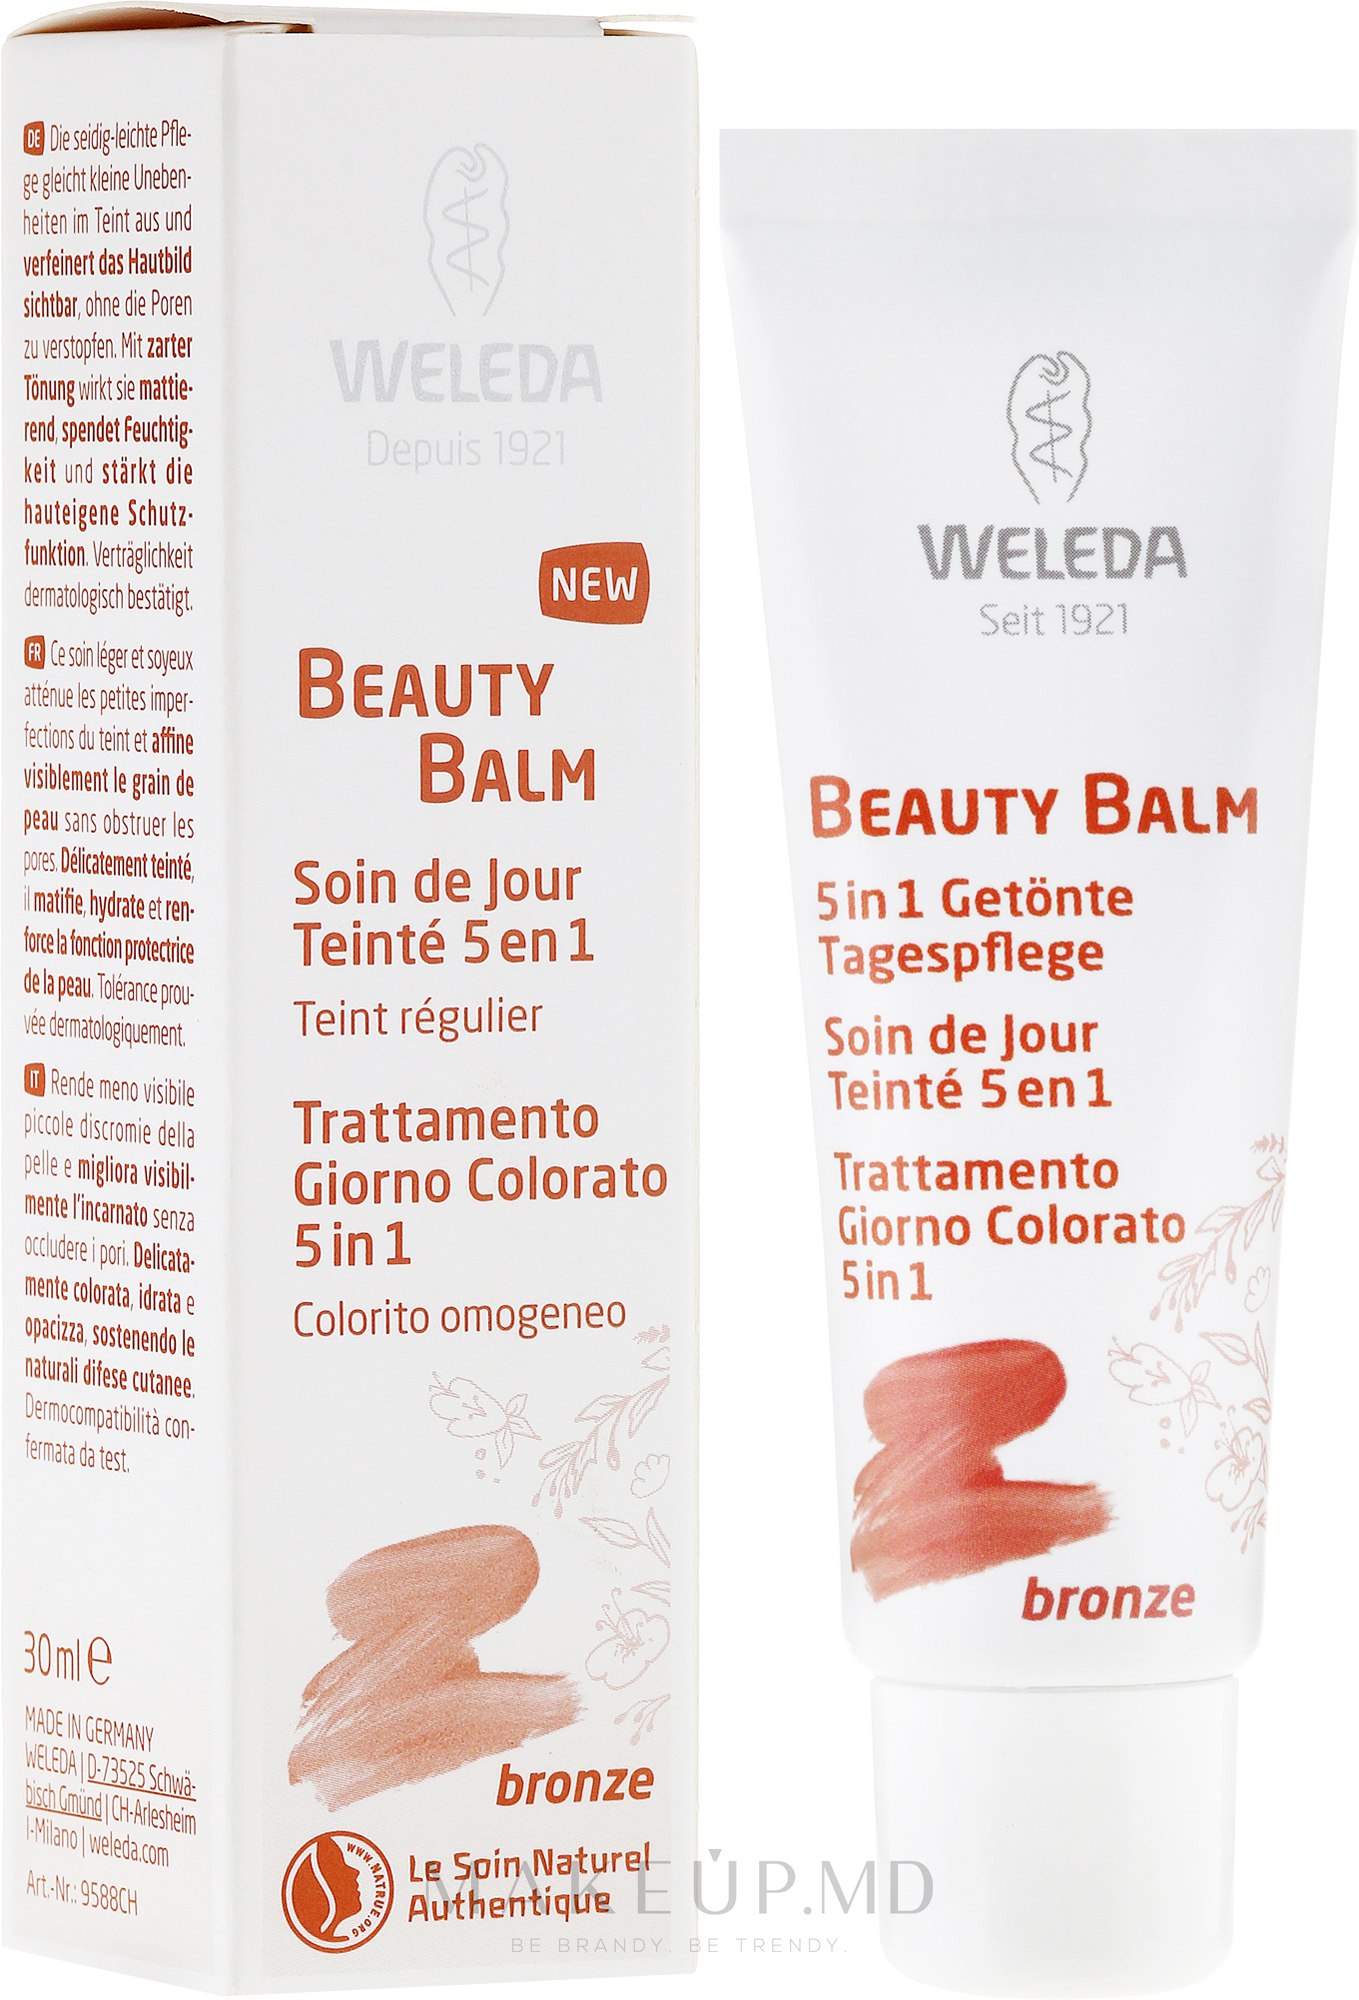 DE Die seidig-leichte Pfle-
ge gleicht kleine Uneben-
heiten im Teint aus und
verfeinert das Hautbild
sichtbar, ohne die Poren
zu verstopfen. Mit zarter
Tönung wirkt sie mattie-
rend, spendet Feuchtig-
keit und stärkt die
hauteigene Schutz-
funktion. Verträglichkeit
dermatologisch bestätigt.
FR Ce soin léger et soyeux
atténue les petites imper-
fections du teint et affine
visiblement le grain de
peau sans obstruer les
pores. Délicatement teinté,
il matifie, hydrate et ren-
force la fonction protectrice
de la peau. Tolérance prou-
vée dermatologiquement.
IT Rende meno visibile
piccole discromie della
pelle e migliora visibil-
mente l'incarnato senza
occludere i pori. Delicata-
mente colorata, idrata e
opacizza, sostenendo le
naturali difese cutanee.
Dermocompatibilità con-
fermata da test.
30 ml e
MADE IN GERMANY
WELEDA | D-73525 Schwä-
bisch Gmünd | CH-Arlesheim
I-Milano | weleda.com
Art.-Nr.: 9588CH
WELEDA
Depuis 1921
NEW
BEAUTY
BALM
Soin de Jour
Teinté 5 en 1
Teint régulier
Trattamento
Giorno Colorato
5 in 1
Colorito omogeneo
bronze
WWW.NATRUE.ORG
Le Soin Naturel
Authentique
WELEDA
Seit 1921
BEAUTY BALM
5 in 1 Getönte
Tagespflege
Soin de Jour
Teinté 5 en 1
Trattamento
Giorno Colorato
5 in 1
bronze
MAKEUP.MD
BE BRANDY. BE TRENDY.